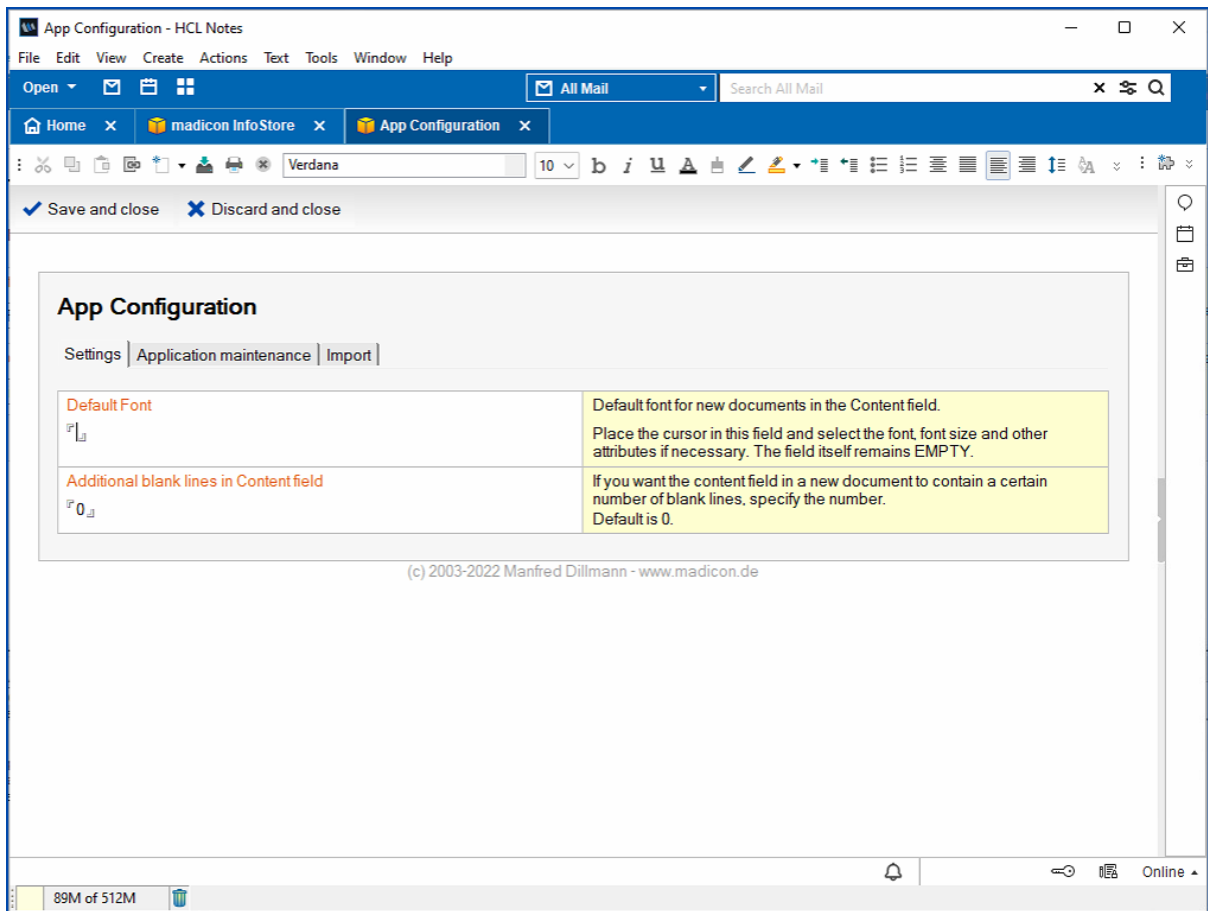 App Configuration - HCL Notes
File Edit View Create Actions Text Tools Window Help
Open All Mail Search All Mail
Home madicon InfoStore App Configuration
Verdana 10 b i u A
Save and close Discard and close
App Configuration
Settings Application maintenance Import
Default Font
Default font for new documents in the Content field.
Place the cursor in this field and select the font, font size and other
attributes if necessary. The field itself remains EMPTY.
Additional blank lines in Content field
0
If you want the content field in a new document to contain a certain
number of blank lines, specify the number.
Default is 0.
(c) 2003-2022 Manfred Dillmann - www.madicon.de
Online
89M of 512M